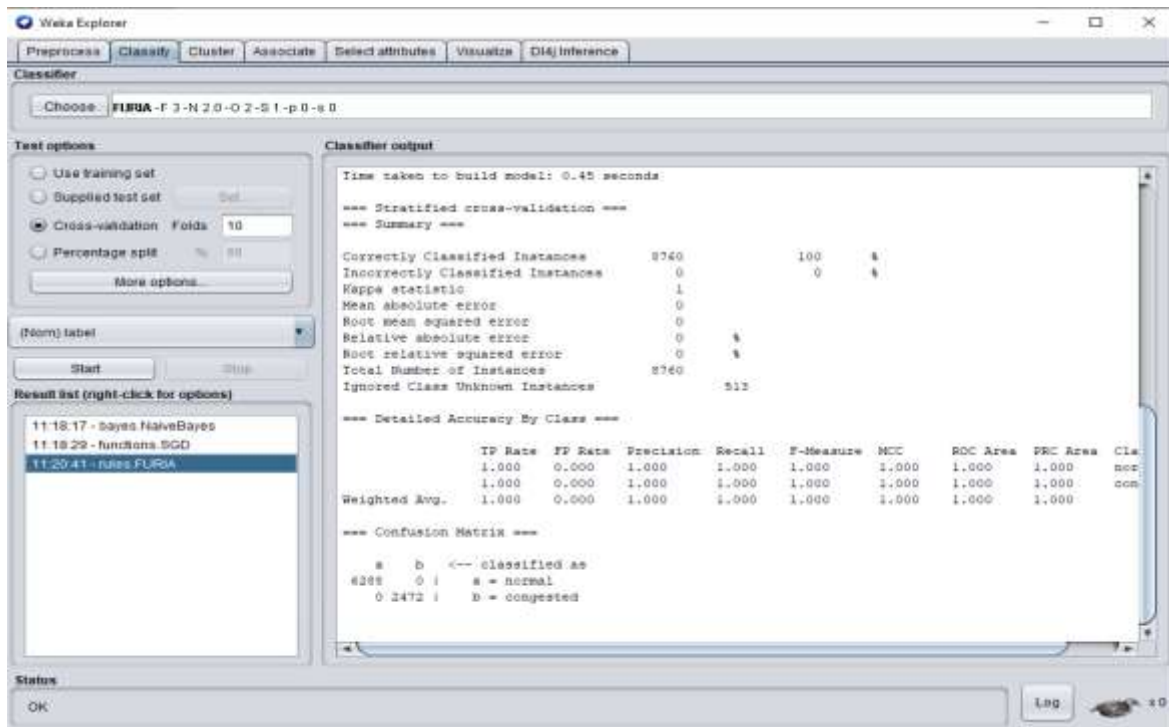 Weka Explorer
Preprocess Classify Cluster Associate Select attributes Visualize Dl4j Inference
Classifier
Choose FURIA -F 3 -N 2.0 -O 2 -S 1 -p 0 -s 0
Test options
Use training set
Supplied test set Set...
Cross-validation Folds 10
Percentage split %
More options...
(Nom) label
Start Stop
Result list (right-click for options)
11:18:17 - bayes.NaiveBayes
11:18:29 - functions.SGD
11:20:41 - rules.FURIA
Classifier output
Time taken to build model: 0.45 seconds
=== Stratified cross-validation ===
=== Summary ===
Correctly Classified Instances 8760 100 %
Incorrectly Classified Instances 0 0 %
Kappa statistic 1
Mean absolute error 0
Root mean squared error 0
Relative absolute error 0 %
Root relative squared error 0 %
Total Number of Instances 8760
Ignored Class Unknown Instances 513
=== Detailed Accuracy By Class ===
TP Rate FP Rate Precision Recall F-Measure MCC ROC Area PRC Area Cla
1.000 0.000 1.000 1.000 1.000 1.000 1.000 1.000 nor
1.000 0.000 1.000 1.000 1.000 1.000 1.000 1.000 con
Weighted Avg. 1.000 0.000 1.000 1.000 1.000 1.000 1.000 1.000
=== Confusion Matrix ===
a b <-- classified as
6288 0 | a = normal
0 2472 | b = congested
Status
OK
Log
x 0